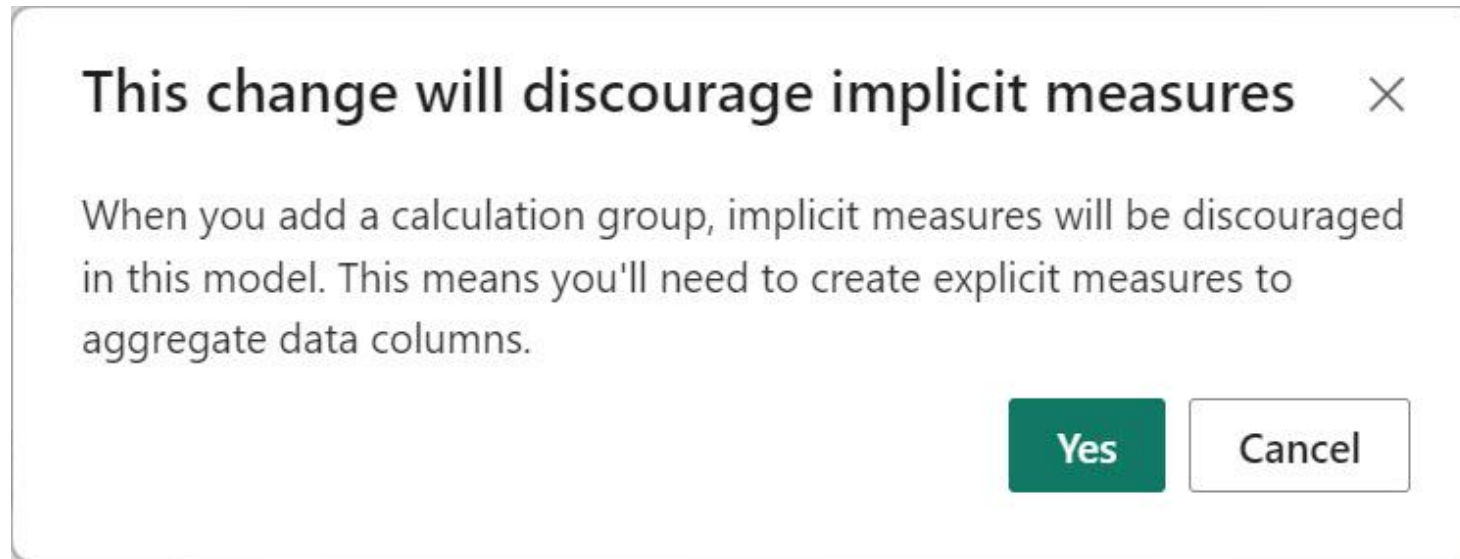 This change will discourage implicit measures
When you add a calculation group, implicit measures will be discouraged
in this model. This means you'll need to create explicit measures to
aggregate data columns.
Yes
Cancel